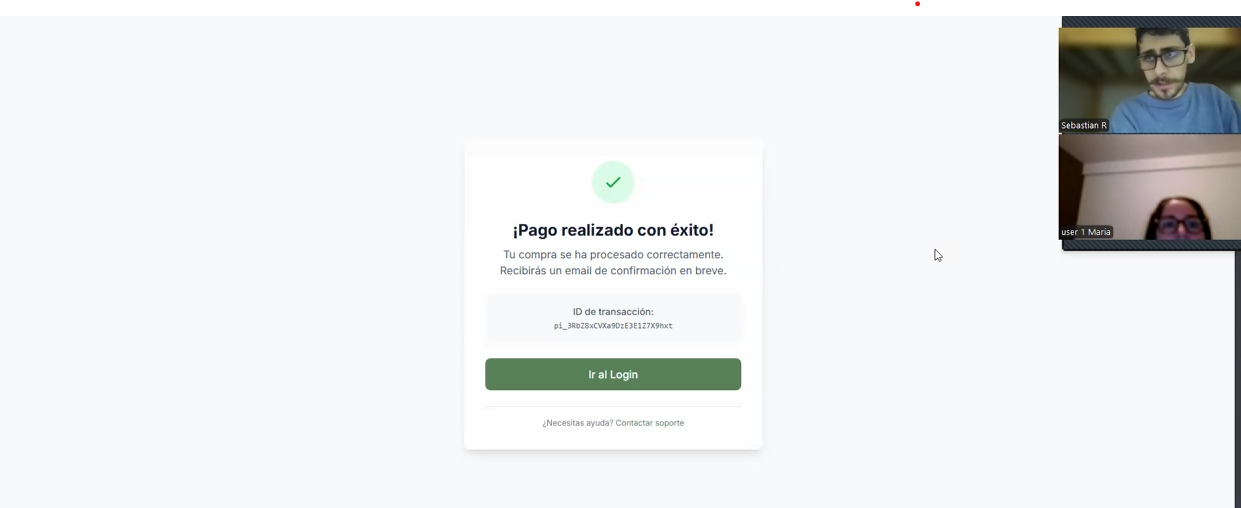 ¡Pago realizado con éxito!
Tu compra se ha procesado correctamente.
Recibirás un email de confirmación en breve.
ID de transacción:
pi_3RbZ8xCVXa9DzE3E1Z7X9hxt
Ir al Login
¿Necesitas ayuda? Contactar soporte
Sebastian R
user 1 Maria